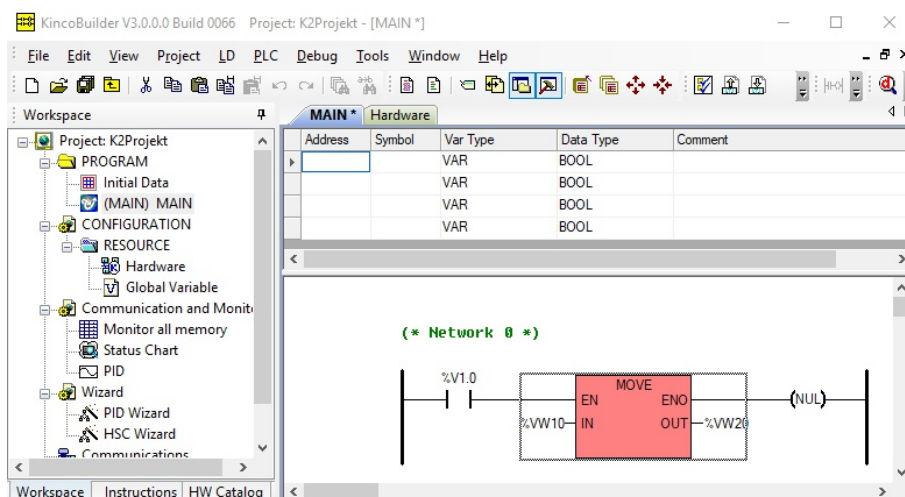 KincoBuilder V3.0.0.0 Build 0066 Project: K2Projekt - [MAIN *]
File Edit View Project LD PLC Debug Tools Window Help
Workspace
Project: K2Projekt
PROGRAM
Initial Data
(MAIN) MAIN
CONFIGURATION
RESOURCE
Hardware
Global Variable
Communication and Monit
Monitor all memory
Status Chart
PID
Wizard
PID Wizard
HSC Wizard
Communications
Workspace Instructions HW Catalog
MAIN * Hardware
Address Symbol Var Type Data Type Comment
VAR BOOL
VAR BOOL
VAR BOOL
VAR BOOL
(* Network 0 *)
%V1.0
MOVE
EN ENO
(NUL)
%VW10 IN OUT %VW20